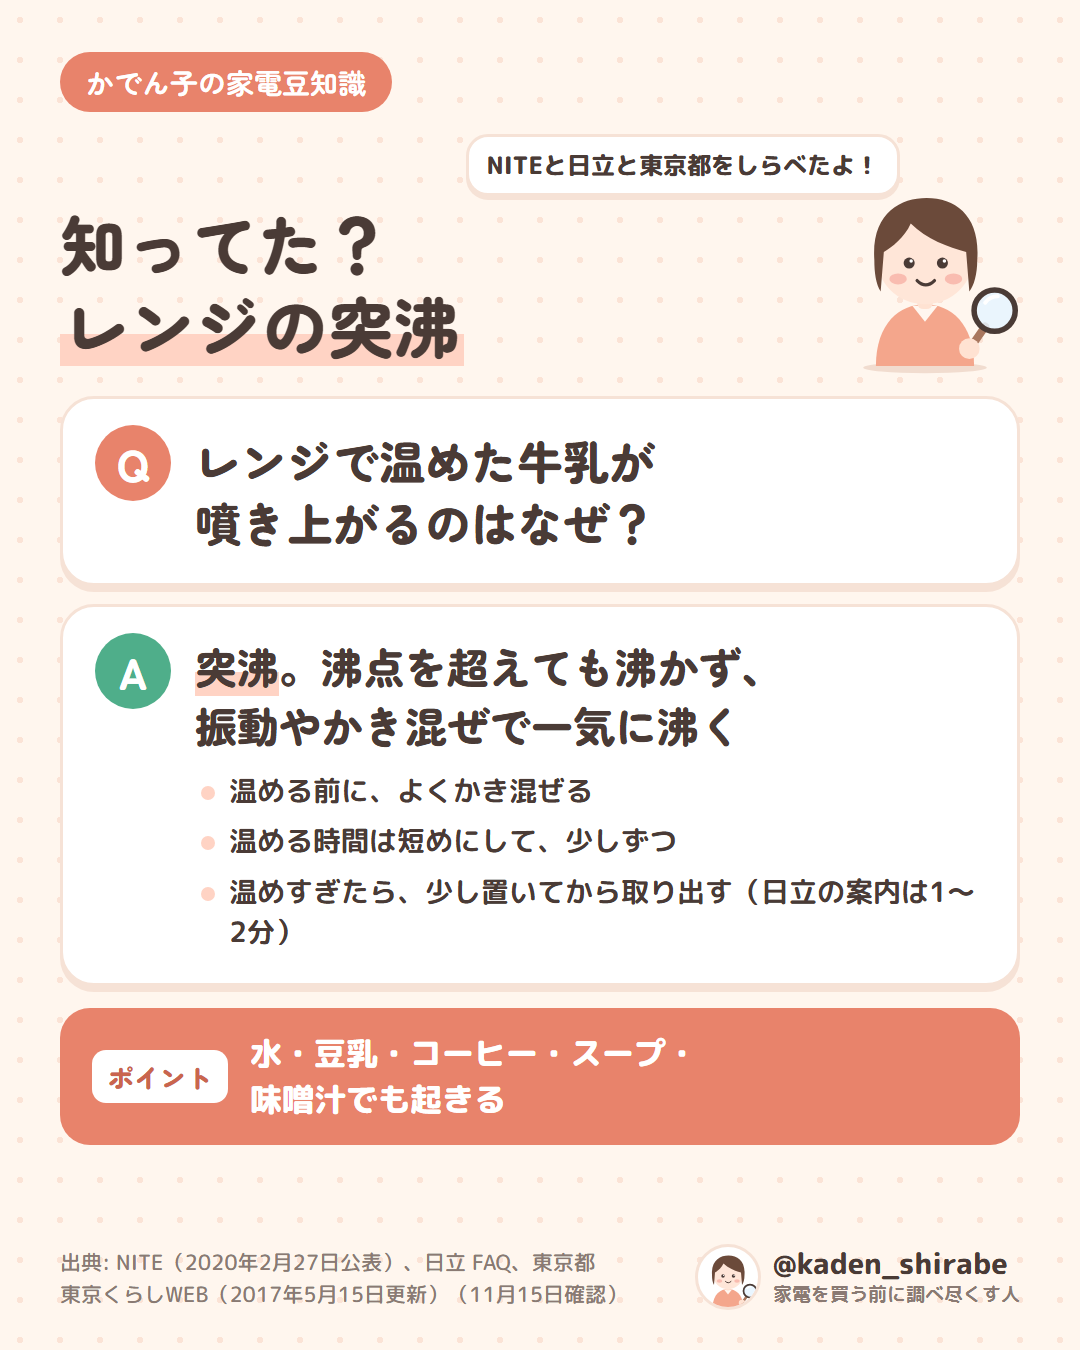 かでん子の家電豆知識
NITEと日立と東京都をしらべたよ！
知ってた？
レンジの突沸
Q
レンジで温めた牛乳が
噴き上がるのはなぜ？
A
突沸。沸点を超えても沸かず、
振動やかき混ぜで一気に沸く
温める前に、よくかき混ぜる
温める時間は短めにして、少しずつ
温めすぎたら、少し置いてから取り出す（日立の案内は1〜
2分）
ポイント
水・豆乳・コーヒー・スープ・
味噌汁でも起きる
出典: NITE（2020年2月27日公表）、日立 FAQ、東京都
東京くらしWEB（2017年5月15日更新）（11月15日確認）
@kaden_shirabe
家電を買う前に調べ尽くす人